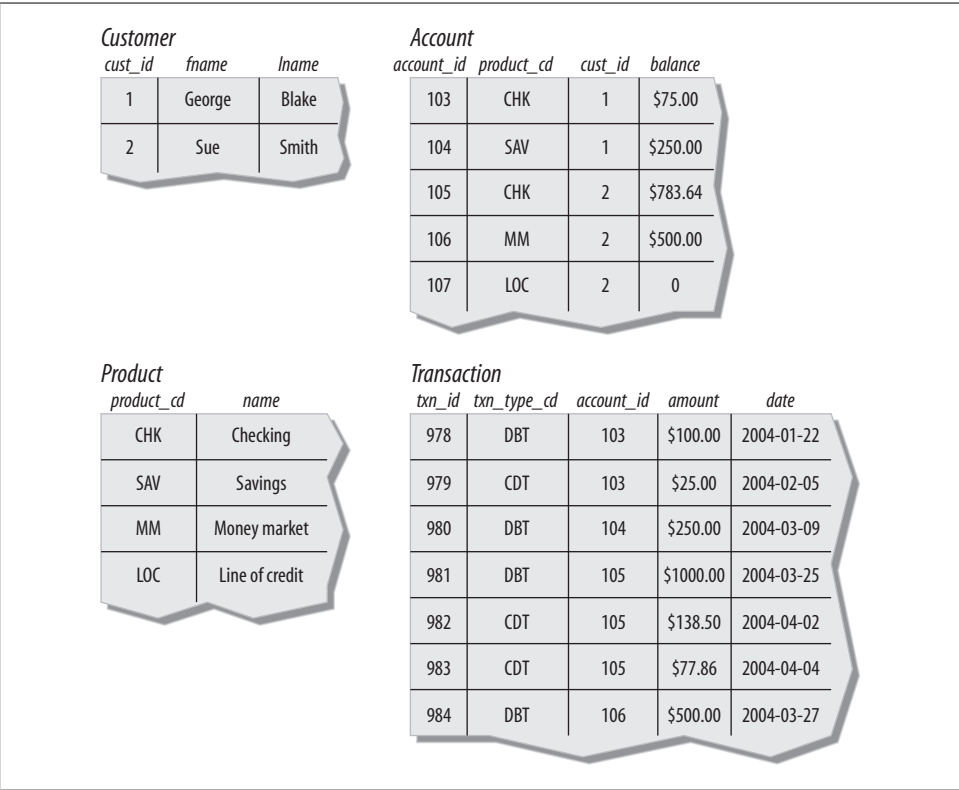 Customer
cust_id fname lname
1 George Blake
2 Sue Smith
Account
account_id product_cd cust_id balance
103 CHK 1 $75.00
104 SAV 1 $250.00
105 CHK 2 $783.64
106 MM 2 $500.00
107 LOC 2 0
Product
product_cd name
CHK Checking
SAV Savings
MM Money market
LOC Line of credit
Transaction
txn_id txn_type_cd account_id amount date
978 DBT 103 $100.00 2004-01-22
979 CDT 103 $25.00 2004-02-05
980 DBT 104 $250.00 2004-03-09
981 DBT 105 $1000.00 2004-03-25
982 CDT 105 $138.50 2004-04-02
983 CDT 105 $77.86 2004-04-04
984 DBT 106 $500.00 2004-03-27